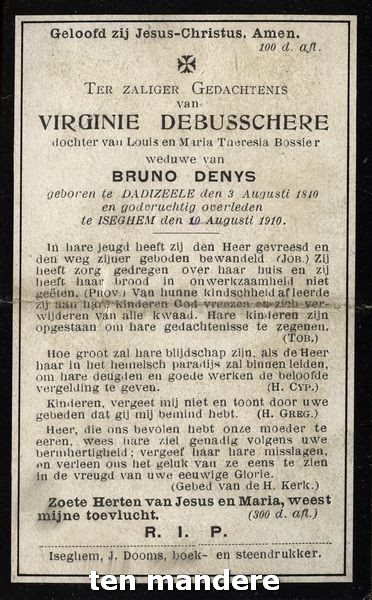 Geloofd zij Jesus-Christus. Amen.
100 d. afl.
Ter zaliger Gedachtenis
van
VIRGINIE DEBUSSCHERE
dochter van Louis en Maria Theresia Bossier
weduwe van
BRUNO DENYS
geboren te DADIZEELE den 3 Augusti 1840
en godvruchtig overleden
te ISEGHEM den 10 Augusti 1910.
In hare jeugd heeft zij den Heer gevreesd en
den weg zijner geboden bewandeld. (Job.) Zij
heeft zorg gedregen over haar huis en zij
heeft haar brood in onwerkzaamheid niet
geëten. (Prov.) Van hunne kindschheid af leerde
zij aan hare kinderen God vreezen en zich ver-
wijderen van alle kwaad. Hare kinderen zijn
opgestaan om hare gedachtenisse te zegenen.
(Tob.)
Hoe groot zal hare blijdschap zijn, als de Heer
haar in het hemelsch paradijs zal binnen leiden,
om hare deugden en goede werken de beloofde
vergelding te geven. (H. Cyp.)
Kinderen, vergeet mij niet en toont door uwe
gebeden dat gij mij bemind hebt. (H. Greg.)
Heer, die ons bevolen hebt onze moeder te
eeren, wees hare ziel genadig volgens uwe
bermhertigheid; vergeef haar hare misslagen,
en verleen ons het geluk van ze eens te zien
in de vreugd van uwe eeuwige Glorie.
(Gebed van de H. Kerk.)
Zoete Herten van Jesus en Maria, weest
mijne toevlucht. (300 d. afl.)
R. I. P.
Iseghem, J. Dooms, boek- en steendrukker.
ten mandere